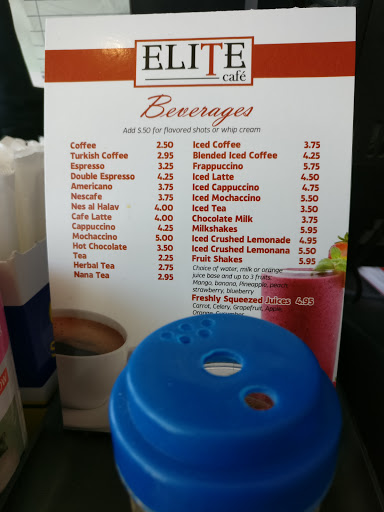 ELITE
café
Beverages
Add $.50 for flavored shots or whip cream
Coffee 2.50
Turkish Coffee 2.95
Espresso 3.25
Double Espresso 4.25
Americano 3.75
Nescafe 3.75
Nes al Halav 4.00
Cafe Latte 4.00
Cappuccino 4.25
Mochaccino 5.00
Hot Chocolate 3.50
Tea 2.25
Herbal Tea 2.75
Nana Tea 2.95
Iced Coffee 3.75
Blended Iced Coffee 4.25
Frappuccino 5.75
Iced Latte 4.50
Iced Cappuccino 4.75
Iced Mochaccino 5.50
Iced Tea 3.50
Chocolate Milk 3.75
Milkshakes 5.95
Iced Crushed Lemonade 4.95
Iced Crushed Lemonana 5.50
Fruit Shakes 5.95
Choice of water, milk or orange
juice base and up to 3 fruits:
Mango, banana, Pineapple, peach,
strawberry, blueberry
Freshly Squeezed Juices 4.95
Carrot, Celery, Grapefruit, Apple,